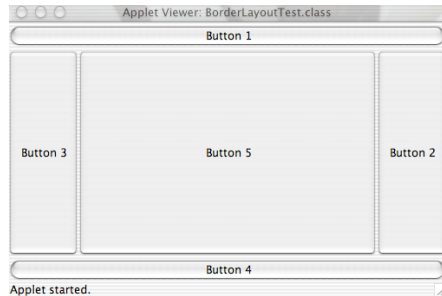 Applet Viewer: BorderLayoutTest.class
Button 1
Button 3 Button 5 Button 2
Button 4
Applet started.